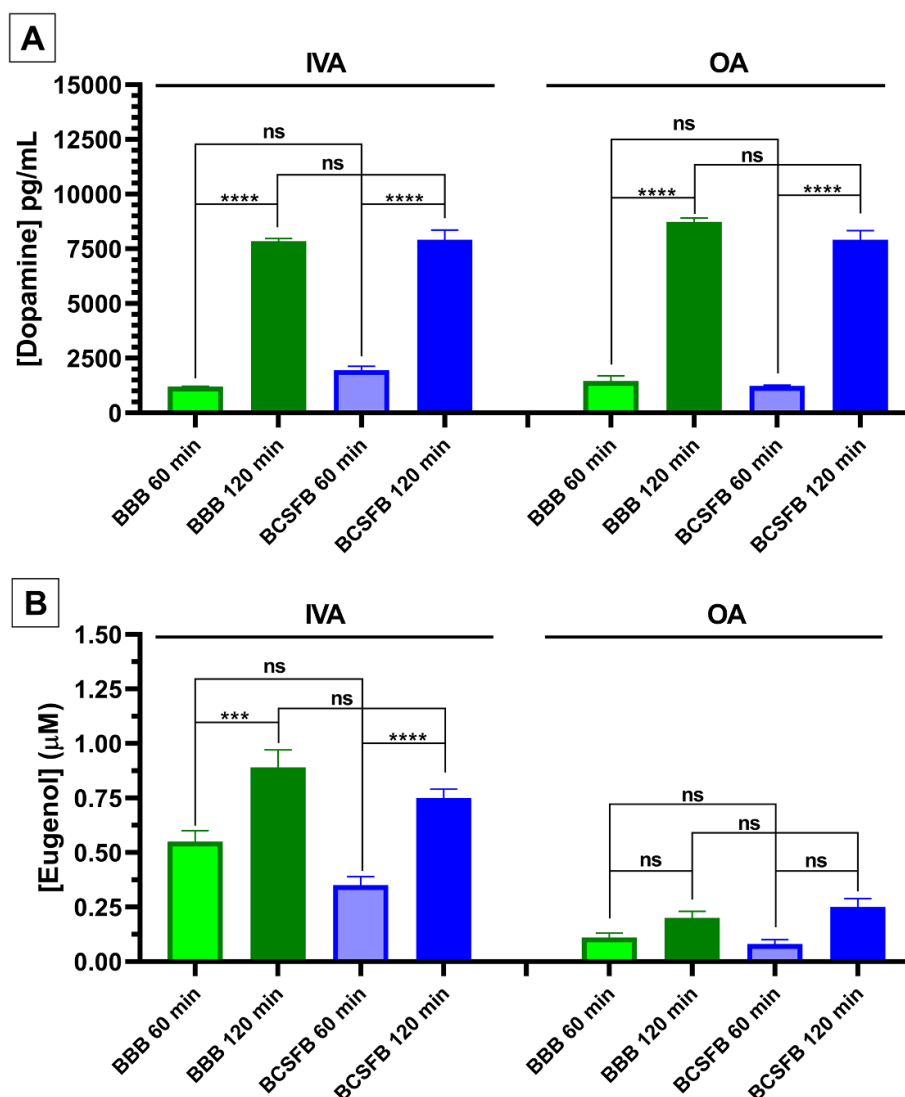 A
IVA
OA
[Dopamine] pg/mL
15000
12500
10000
7500
5000
2500
0
ns
ns
****
****
ns
ns
****
****
BBB 60 min
BBB 120 min
BCSFB 60 min
BCSFB 120 min
BBB 60 min
BBB 120 min
BCSFB 60 min
BCSFB 120 min
B
IVA
OA
[Eugenol] (μM)
1.50
1.25
1.00
0.75
0.50
0.25
0.00
ns
ns
***
****
ns
ns
ns
ns
BBB 60 min
BBB 120 min
BCSFB 60 min
BCSFB 120 min
BBB 60 min
BBB 120 min
BCSFB 60 min
BCSFB 120 min